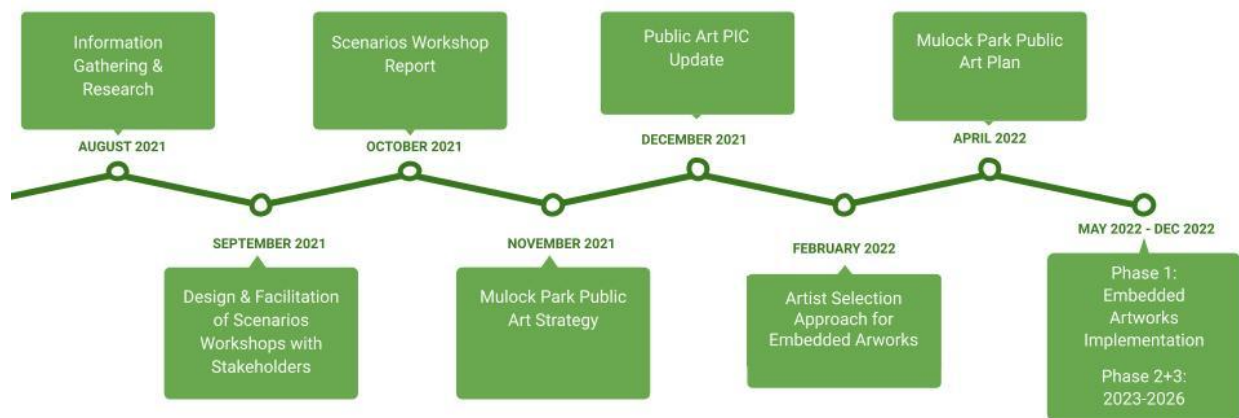 Information
Gathering &
Research
AUGUST 2021
SEPTEMBER 2021
Design & Facilitation
of Scenarios
Workshops with
Stakeholders
Scenarios Workshop
Report
OCTOBER 2021
NOVEMBER 2021
Mulock Park Public
Art Strategy
Public Art PIC
Update
DECEMBER 2021
FEBRUARY 2022
Artist Selection
Approach for
Embedded Arworks
Mulock Park Public
Art Plan
APRIL 2022
MAY 2022 - DEC 2022
Phase 1:
Embedded
Artworks
Implementation
Phase 2+3:
2023-2026